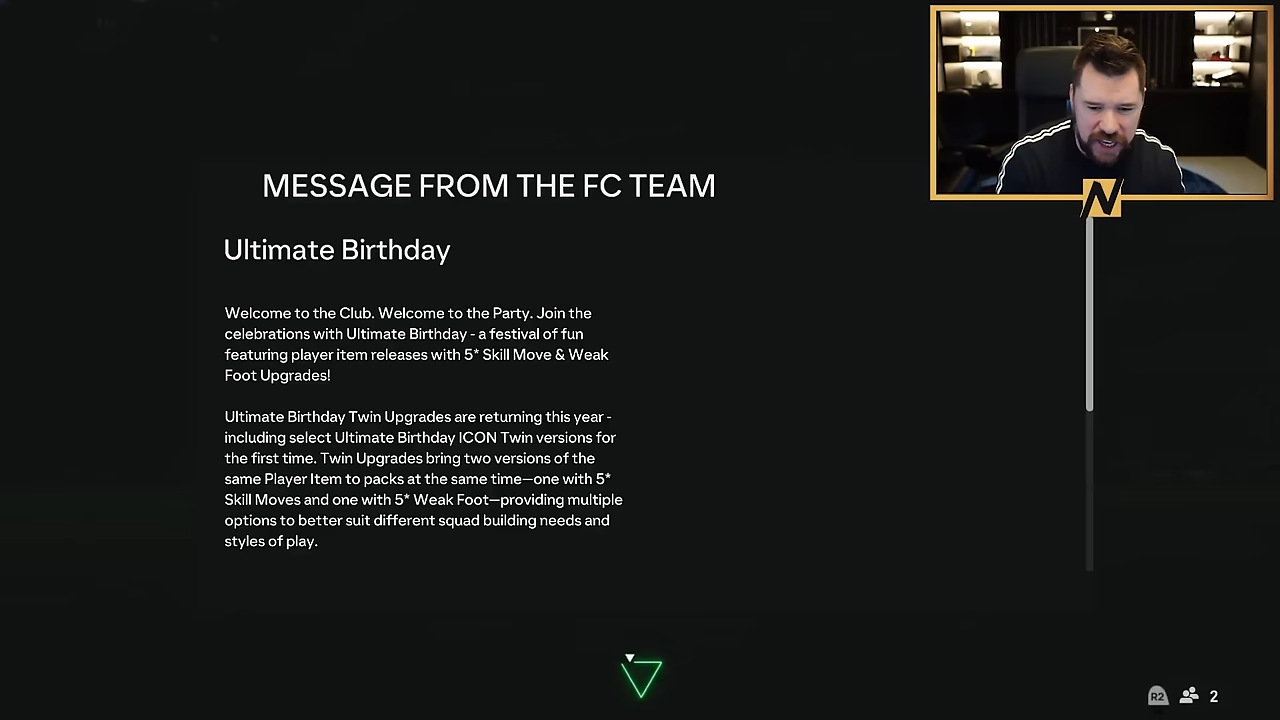 MESSAGE FROM THE FC TEAM
Ultimate Birthday
Welcome to the Club. Welcome to the Party. Join the
celebrations with Ultimate Birthday - a festival of fun
featuring player item releases with 5* Skill Move & Weak
Foot Upgrades!
Ultimate Birthday Twin Upgrades are returning this year -
including select Ultimate Birthday ICON Twin versions for
the first time. Twin Upgrades bring two versions of the
same Player Item to packs at the same time—one with 5*
Skill Moves and one with 5* Weak Foot—providing multiple
options to better suit different squad building needs and
styles of play.
N
R2 2